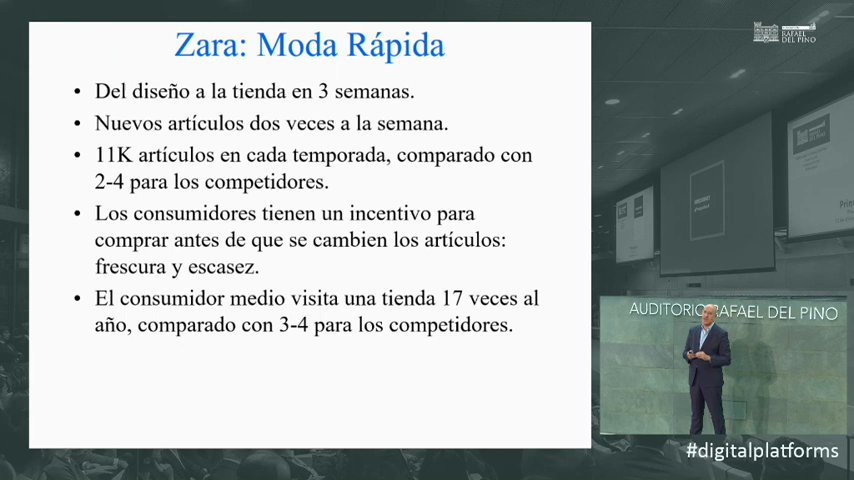 Zara: Moda Rápida
• Del diseño a la tienda en 3 semanas.
• Nuevos artículos dos veces a la semana.
• 11K artículos en cada temporada, comparado con
2-4 para los competidores.
• Los consumidores tienen un incentivo para
comprar antes de que se cambien los artículos:
frescura y escasez.
• El consumidor medio visita una tienda 17 veces al
año, comparado con 3-4 para los competidores.
RAFAEL
DEL PINO
AUDITORIO RAFAEL DEL PINO
#digitalplatforms